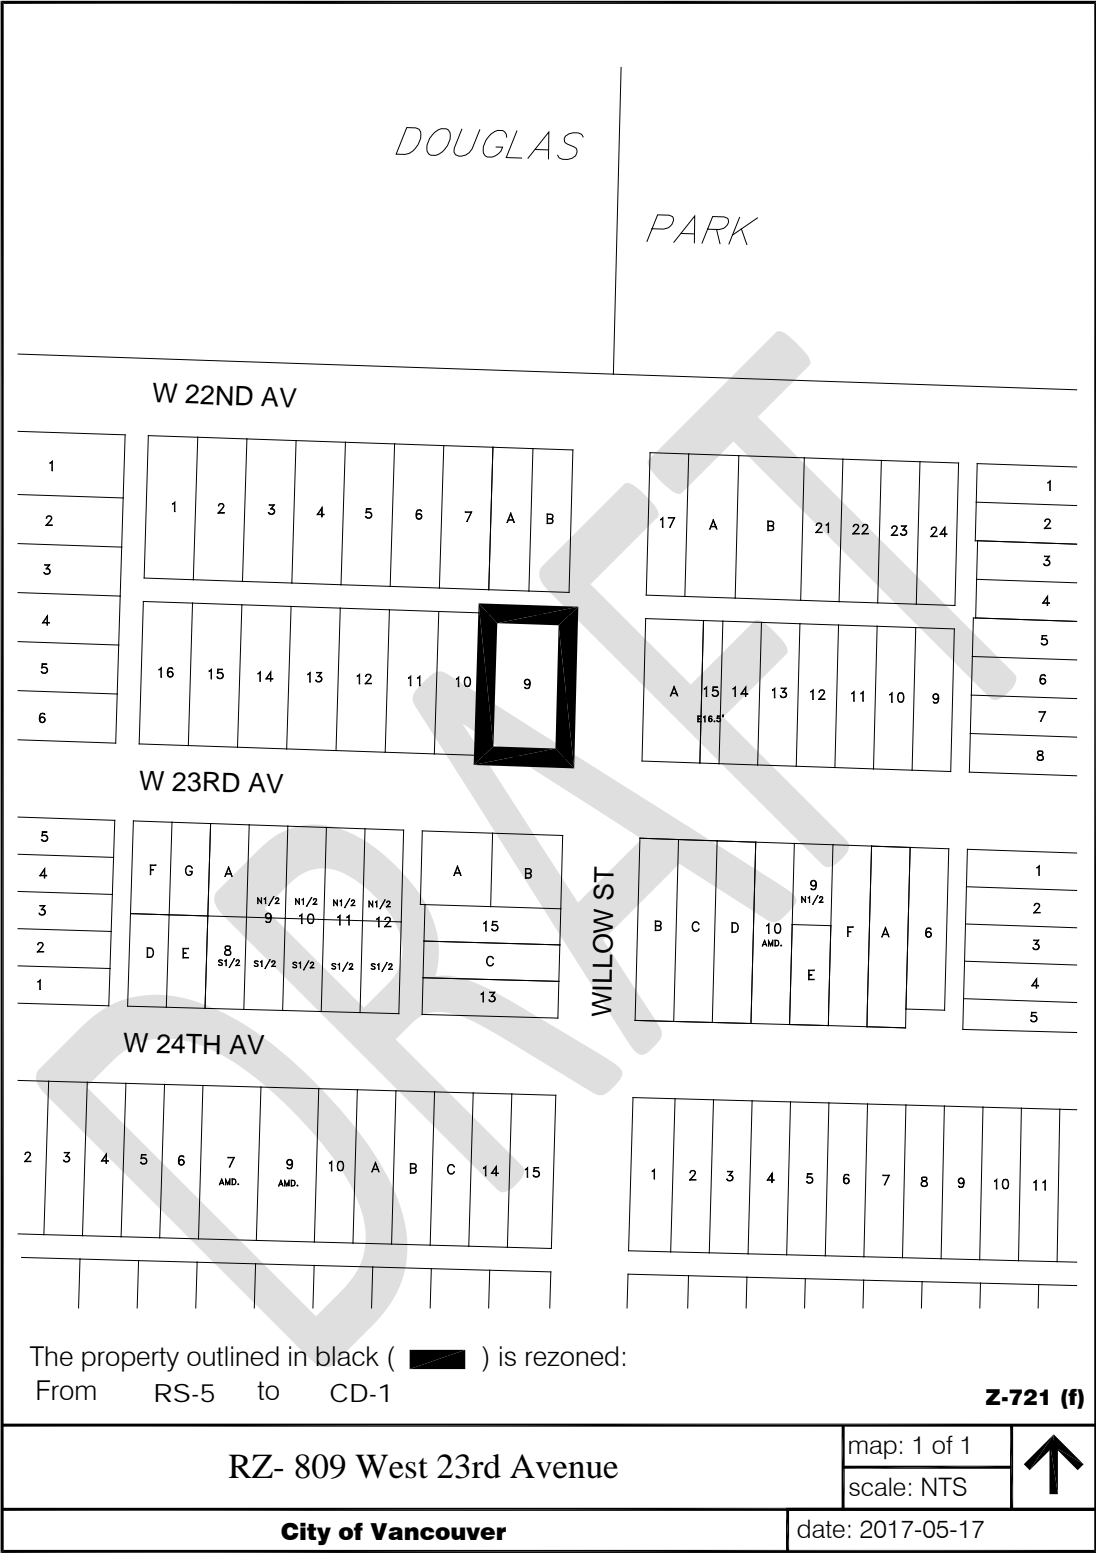 DOUGLAS
PARK
W 22ND AV
1
2
3
4
5
6
1 2 3 4 5 6 7 A B
17 A B 21 22 23 24
1
2
3
4
5
6
7
8
16 15 14 13 12 11 10 9
A 15 14 13 12 11 10 9
E16.5'
W 23RD AV
5
4
3
2
1
F G A
N1/2 N1/2 N1/2 N1/2
9 10 11 12
D E 8
S1/2 S1/2 S1/2 S1/2 S1/2
A B
15
C
13
WILLOW ST
B C D 10 9 F A 6
AMD. N1/2
E
1
2
3
4
5
W 24TH AV
2 3 4 5 6 7 9 10 A B C 14 15
AMD. AMD.
1 2 3 4 5 6 7 8 9 10 11
DRAFT
The property outlined in black ( ) is rezoned:
From RS-5 to CD-1
Z-721 (f)
RZ- 809 West 23rd Avenue
map: 1 of 1
scale: NTS
City of Vancouver
date: 2017-05-17